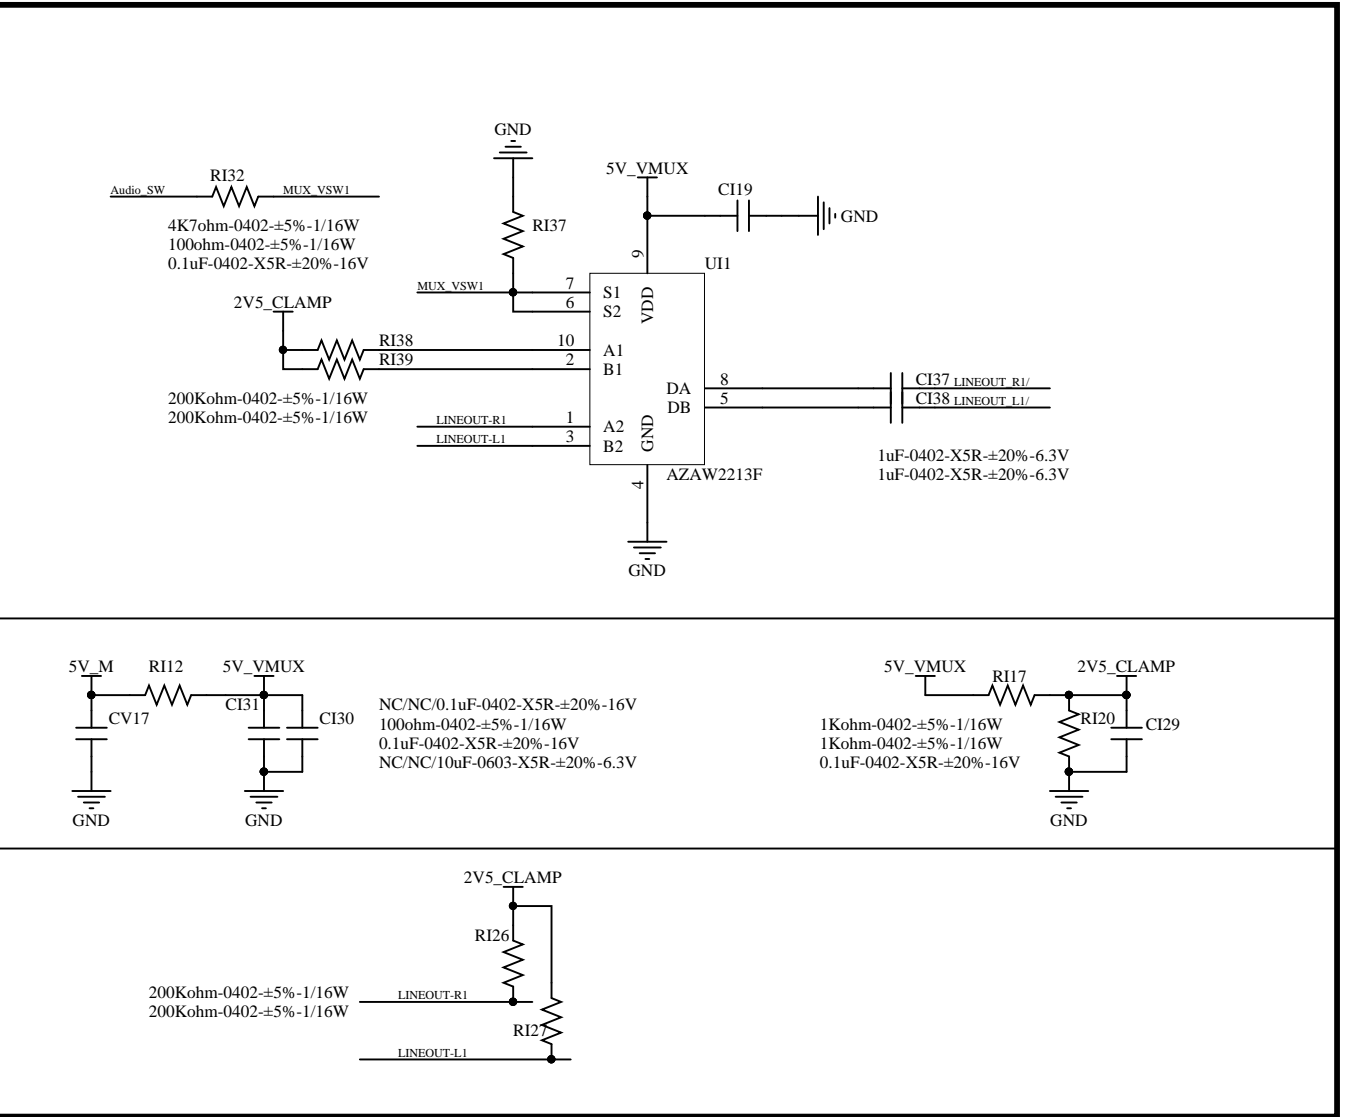 GND
RI32
5V_VMUX
Audio_SW
MUX_VSW1
CI19
GND
4K7ohm-0402-±5%-1/16W
100ohm-0402-±5%-1/16W
0.1uF-0402-X5R-±20%-16V
RI37
9
UI1
MUX_VSW1
7
S1
VDD
6
S2
2V5_CLAMP
RI38
10
A1
RI39
2
B1
DA
8
CI37
LINEOUT_R1/
DB
5
CI38
LINEOUT_L1/
200Kohm-0402-±5%-1/16W
200Kohm-0402-±5%-1/16W
LINEOUT-R1
1
A2
GND
LINEOUT-L1
3
B2
1uF-0402-X5R-±20%-6.3V
1uF-0402-X5R-±20%-6.3V
AZAW2213F
4
GND
5V_M
RI12
5V_VMUX
CI31
CV17
CI30
GND
GND
NC/NC/0.1uF-0402-X5R-±20%-16V
100ohm-0402-±5%-1/16W
0.1uF-0402-X5R-±20%-16V
NC/NC/10uF-0603-X5R-±20%-6.3V
5V_VMUX
RI17
2V5_CLAMP
RI20
CI29
1Kohm-0402-±5%-1/16W
1Kohm-0402-±5%-1/16W
0.1uF-0402-X5R-±20%-16V
GND
2V5_CLAMP
RI26
200Kohm-0402-±5%-1/16W
200Kohm-0402-±5%-1/16W
LINEOUT-R1
RI27
LINEOUT-L1